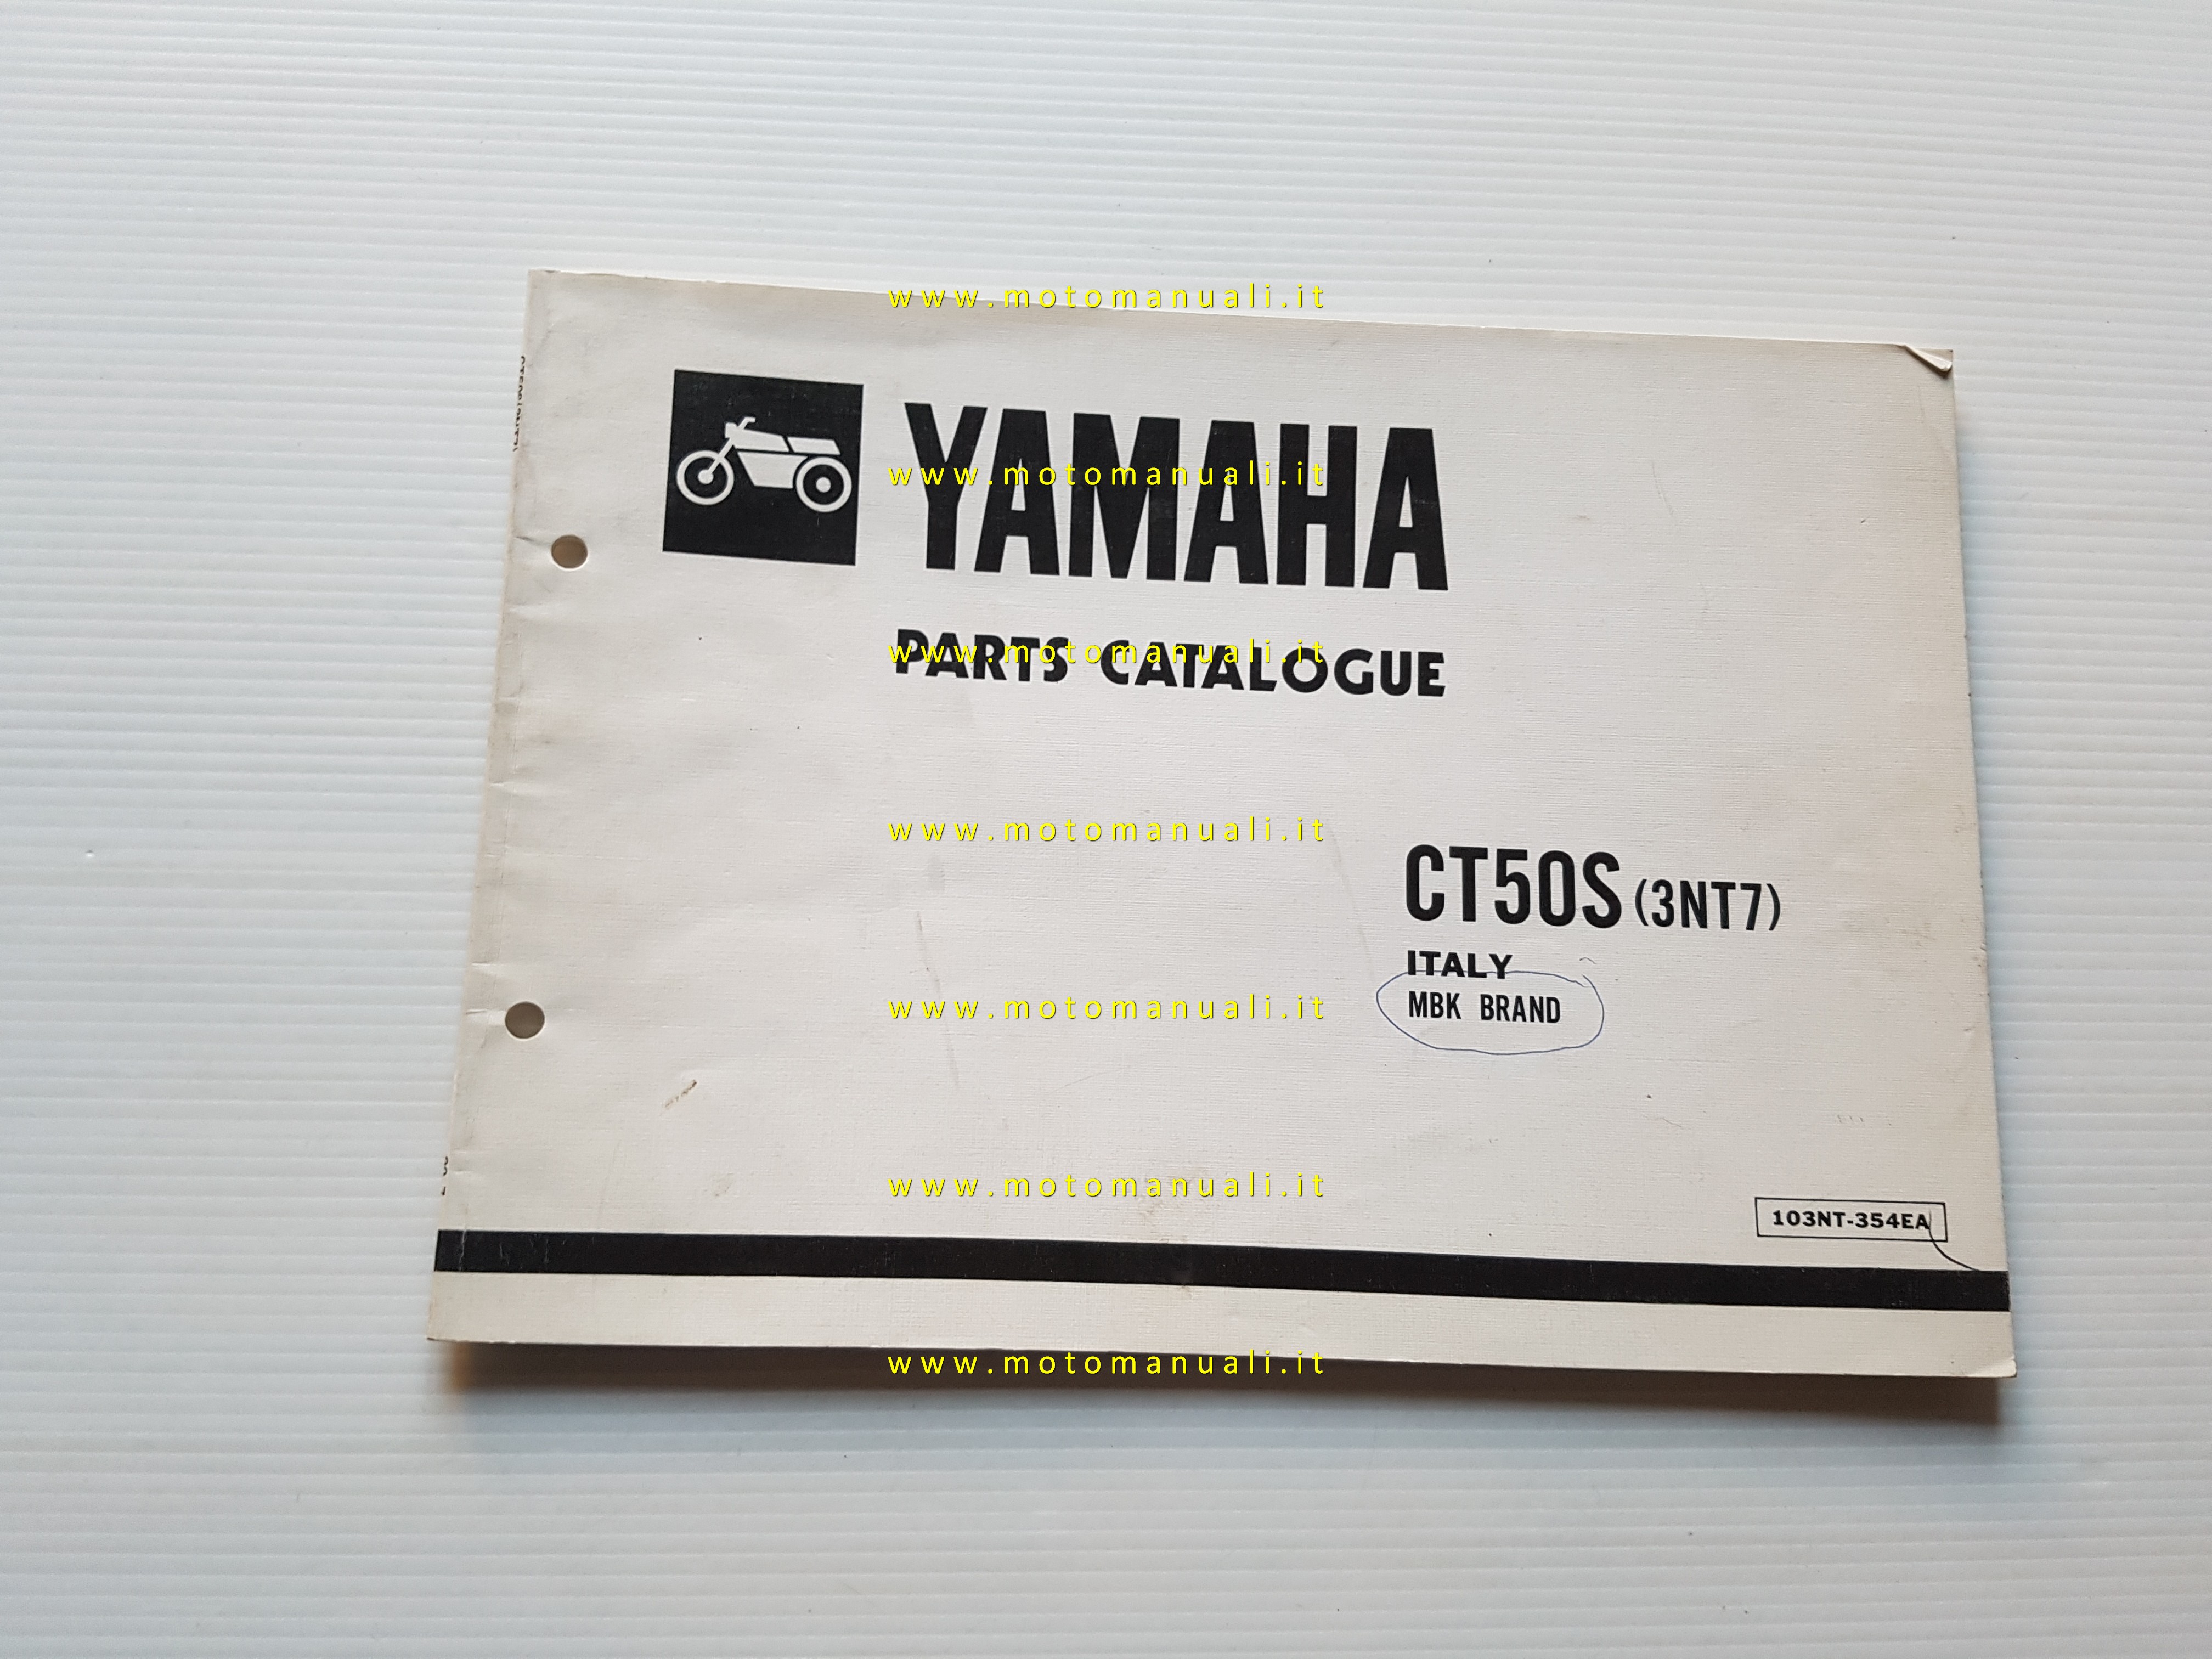 www.motomanuali.it
YAMAHA
www.motomanuali.it
PARTS CATALOGUE
www.motomanuali.it
www.motomanuali.it
CT50S (3NT7)
ITALY
MBK BRAND
www.motomanuali.it
www.motomanuali.it
103NT-354EA
www.motomanuali.it